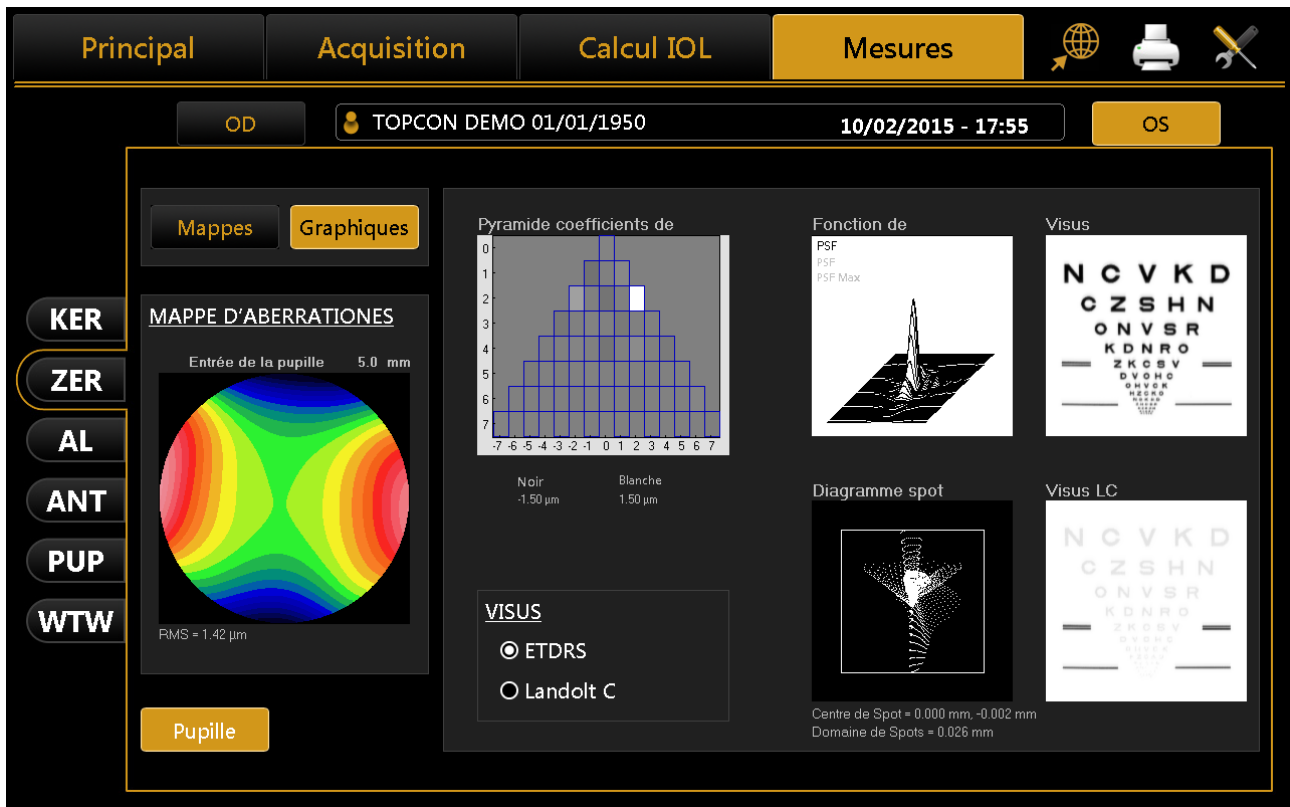 Principal Acquisition Calcul IOL Mesures
OD TOPCON DEMO 01/01/1950 10/02/2015 - 17:55 OS
Mappes Graphiques
MAPPE D'ABERRATIONES
Entrée de la pupille 5.0 mm
RMS = 1.42 µm
Pupille
KER
ZER
AL
ANT
PUP
WTW
Pyramide coefficients de
0
1
2
3
4
5
6
7
-7 -6 -5 -4 -3 -2 -1 0 1 2 3 4 5 6 7
Noir Blanche
-1.50 µm 1.50 µm
VISUS
ETDRS
Landolt C
Fonction de
PSF
PSF
PSF Max
Visus
N C V K D
C Z S H N
O N V S R
K D N R O
Z K C S V
D V O H C
O H V C K
H Z C K O
Diagramme spot
Centre de Spot = 0.000 mm, -0.002 mm
Domaine de Spots = 0.026 mm
Visus LC
N C V K D
C Z S H N
O N V S R
K D N R O
Z K C S V